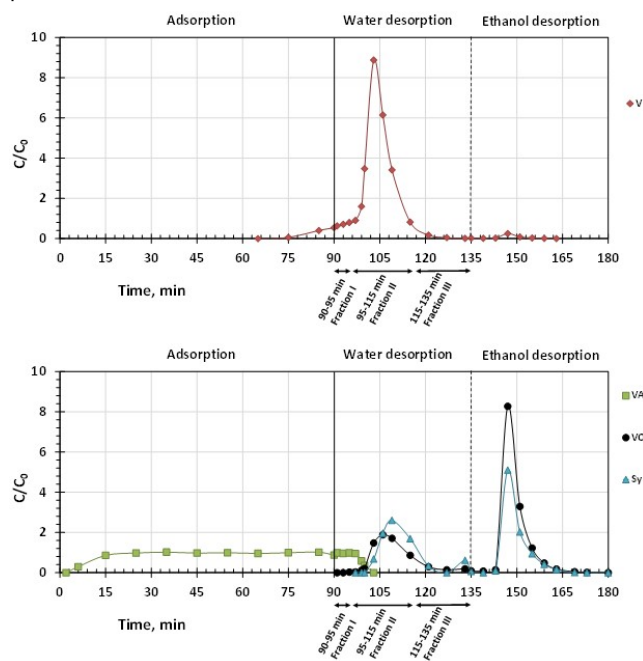 Adsorption Water desorption Ethanol desorption
10
8
6
4
2
0
C/C₀
V
0 15 30 45 60 75 90 105 120 135 150 165 180
Time, min
90-95 min
Fraction I
95-115 min
Fraction II
115-135 min
Fraction III
Adsorption Water desorption Ethanol desorption
10
8
6
4
2
0
C/C₀
VA
VO
Sy
0 15 30 45 60 75 90 105 120 135 150 165 180
Time, min
90-95 min
Fraction I
95-115 min
Fraction II
115-135 min
Fraction III